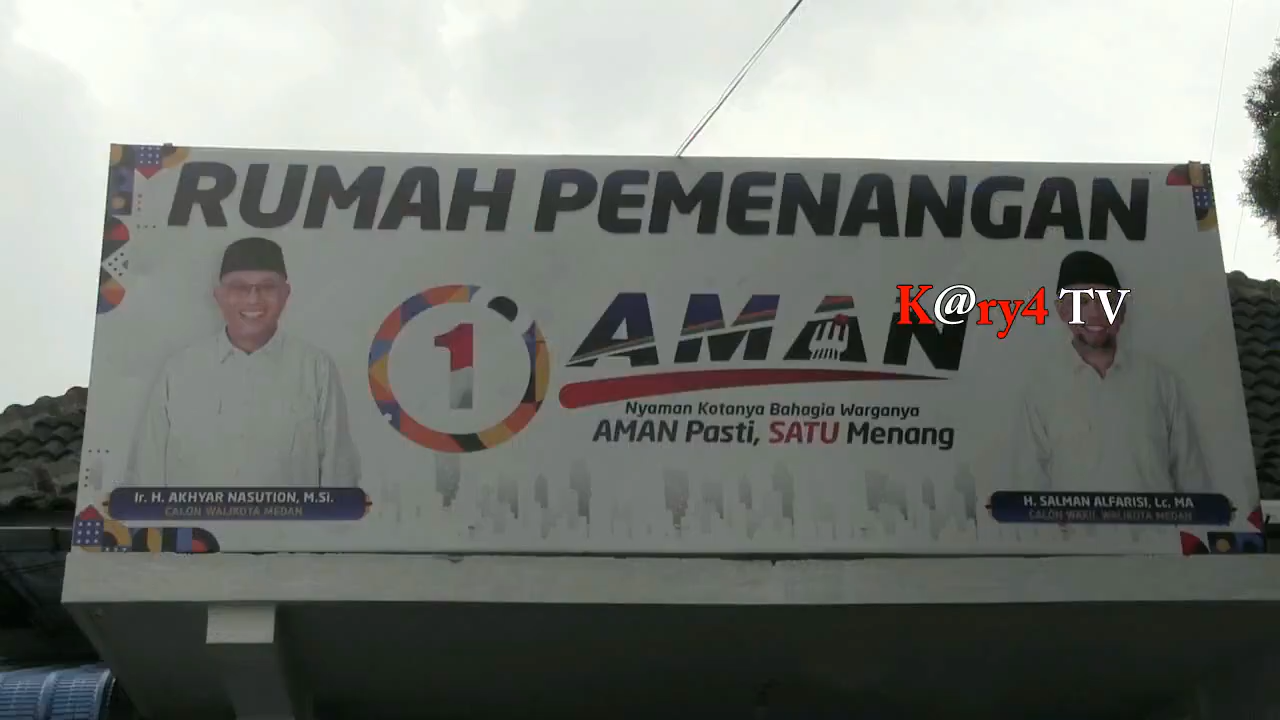 RUMAH PEMENANGAN
1
AMAN
K@ry4 TV
Nyaman Kotanya Bahagia Warganya
AMAN Pasti, SATU Menang
Ir. H. AKHYAR NASUTION, M.Si.
CALON WALIKOTA MEDAN
H. SALMAN ALFARISI, Lc. MA
CALON WAKIL WALIKOTA MEDAN